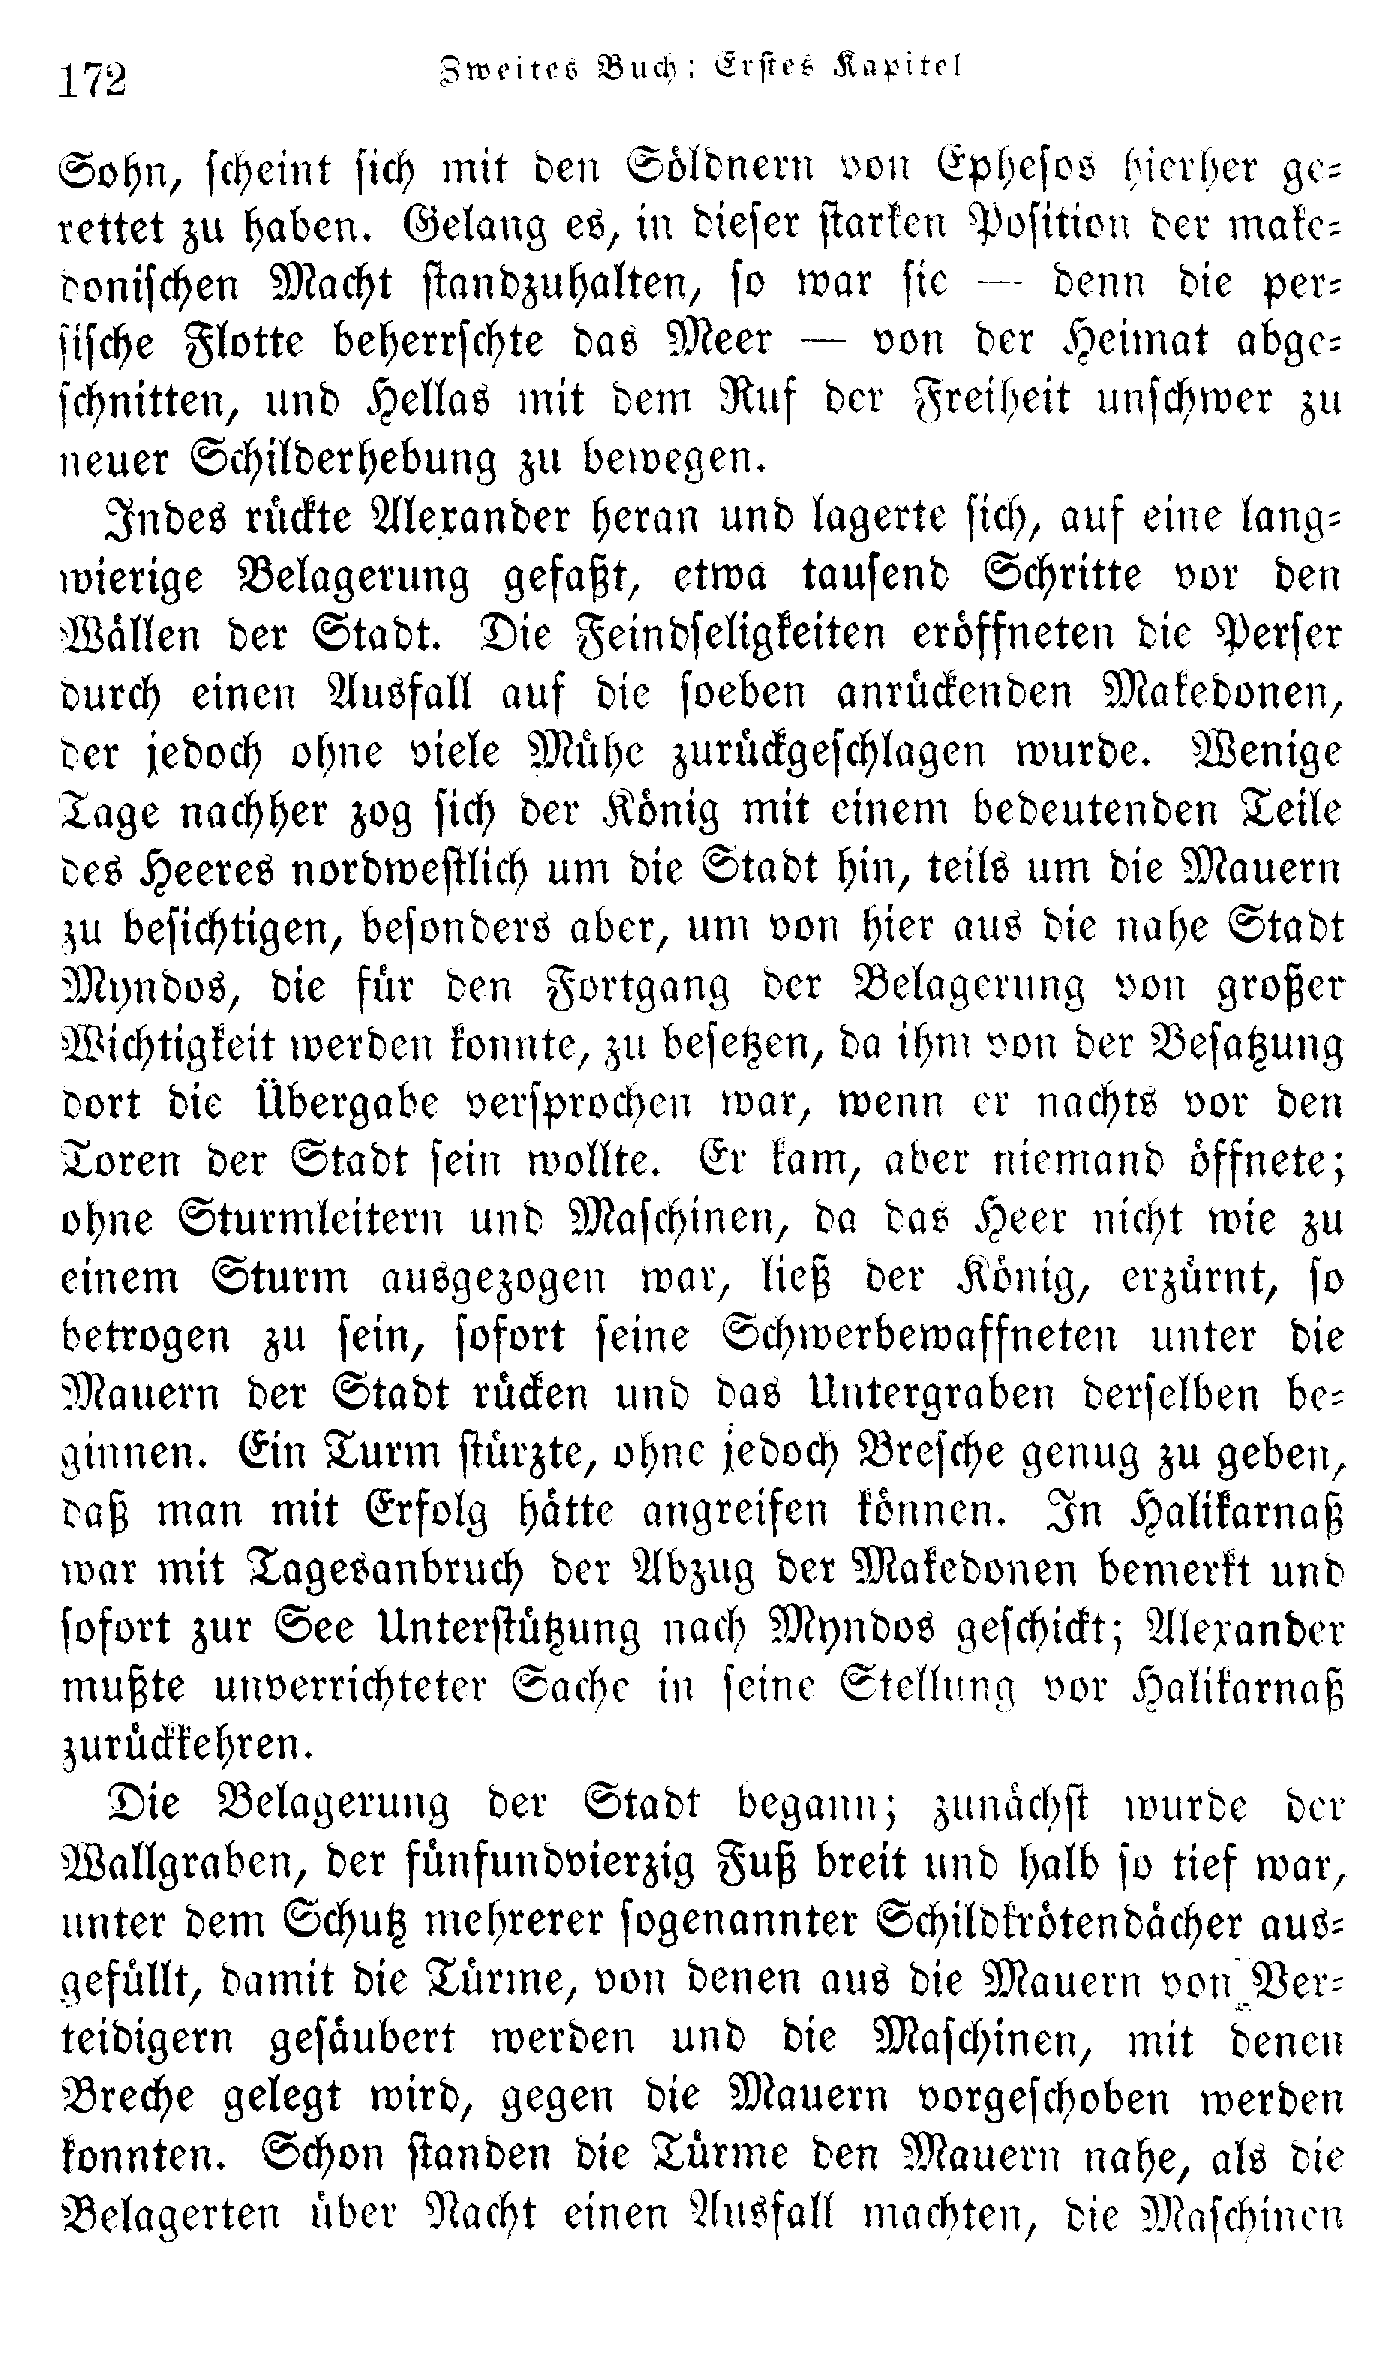 172
Zweites Buch: Erstes Kapitel
Sohn, scheint sich mit den Söldnern von Ephesos hierher ge-
rettet zu haben. Gelang es, in dieser starken Position der make-
donischen Macht standzuhalten, so war sie — denn die per-
sische Flotte beherrschte das Meer — von der Heimat abge-
schnitten, und Hellas mit dem Ruf der Freiheit unschwer zu
neuer Schilderhebung zu bewegen.
Indes rückte Alexander heran und lagerte sich, auf eine lang-
wierige Belagerung gefaßt, etwa tausend Schritte vor den
Wällen der Stadt. Die Feindseligkeiten eröffneten die Perser
durch einen Ausfall auf die soeben anrückenden Makedonen,
der jedoch ohne viele Mühe zurückgeschlagen wurde. Wenige
Tage nachher zog sich der König mit einem bedeutenden Teile
des Heeres nordwestlich um die Stadt hin, teils um die Mauern
zu besichtigen, besonders aber, um von hier aus die nahe Stadt
Myndos, die für den Fortgang der Belagerung von großer
Wichtigkeit werden konnte, zu besetzen, da ihm von der Besatzung
dort die Übergabe versprochen war, wenn er nachts vor den
Toren der Stadt sein wollte. Er kam, aber niemand öffnete;
ohne Sturmleitern und Maschinen, da das Heer nicht wie zu
einem Sturm ausgezogen war, ließ der König, erzürnt, so
betrogen zu sein, sofort seine Schwerbewaffneten unter die
Mauern der Stadt rücken und das Untergraben derselben be-
ginnen. Ein Turm stürzte, ohne jedoch Bresche genug zu geben,
daß man mit Erfolg hätte angreifen können. In Halikarnaß
war mit Tagesanbruch der Abzug der Makedonen bemerkt und
sofort zur See Unterstützung nach Myndos geschickt; Alexander
mußte unverrichteter Sache in seine Stellung vor Halikarnaß
zurückkehren.
Die Belagerung der Stadt begann; zunächst wurde der
Wallgraben, der fünfundvierzig Fuß breit und halb so tief war,
unter dem Schutz mehrerer sogenannter Schildkrötendächer aus-
gefüllt, damit die Türme, von denen aus die Mauern von Ver-
teidigern gesäubert werden und die Maschinen, mit denen
Breche gelegt wird, gegen die Mauern vorgeschoben werden
konnten. Schon standen die Türme den Mauern nahe, als die
Belagerten über Nacht einen Ausfall machten, die Maschinen